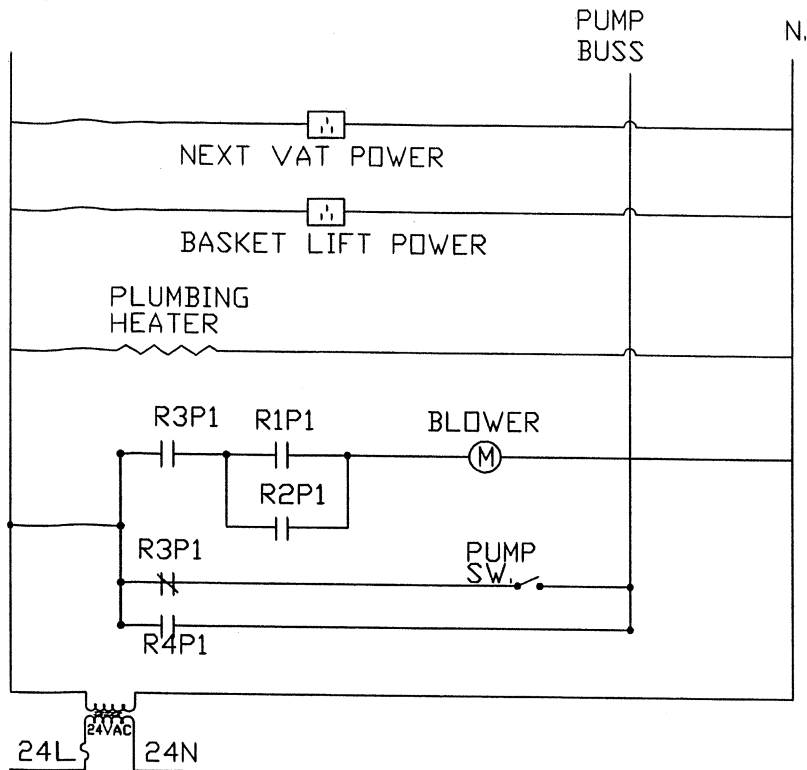 PUMP
BUSS
N.
NEXT VAT POWER
BASKET LIFT POWER
PLUMBING
HEATER
R3P1
R1P1
BLOWER
M
R2P1
R3P1
PUMP
SW.
R4P1
24VAC
24L
24N